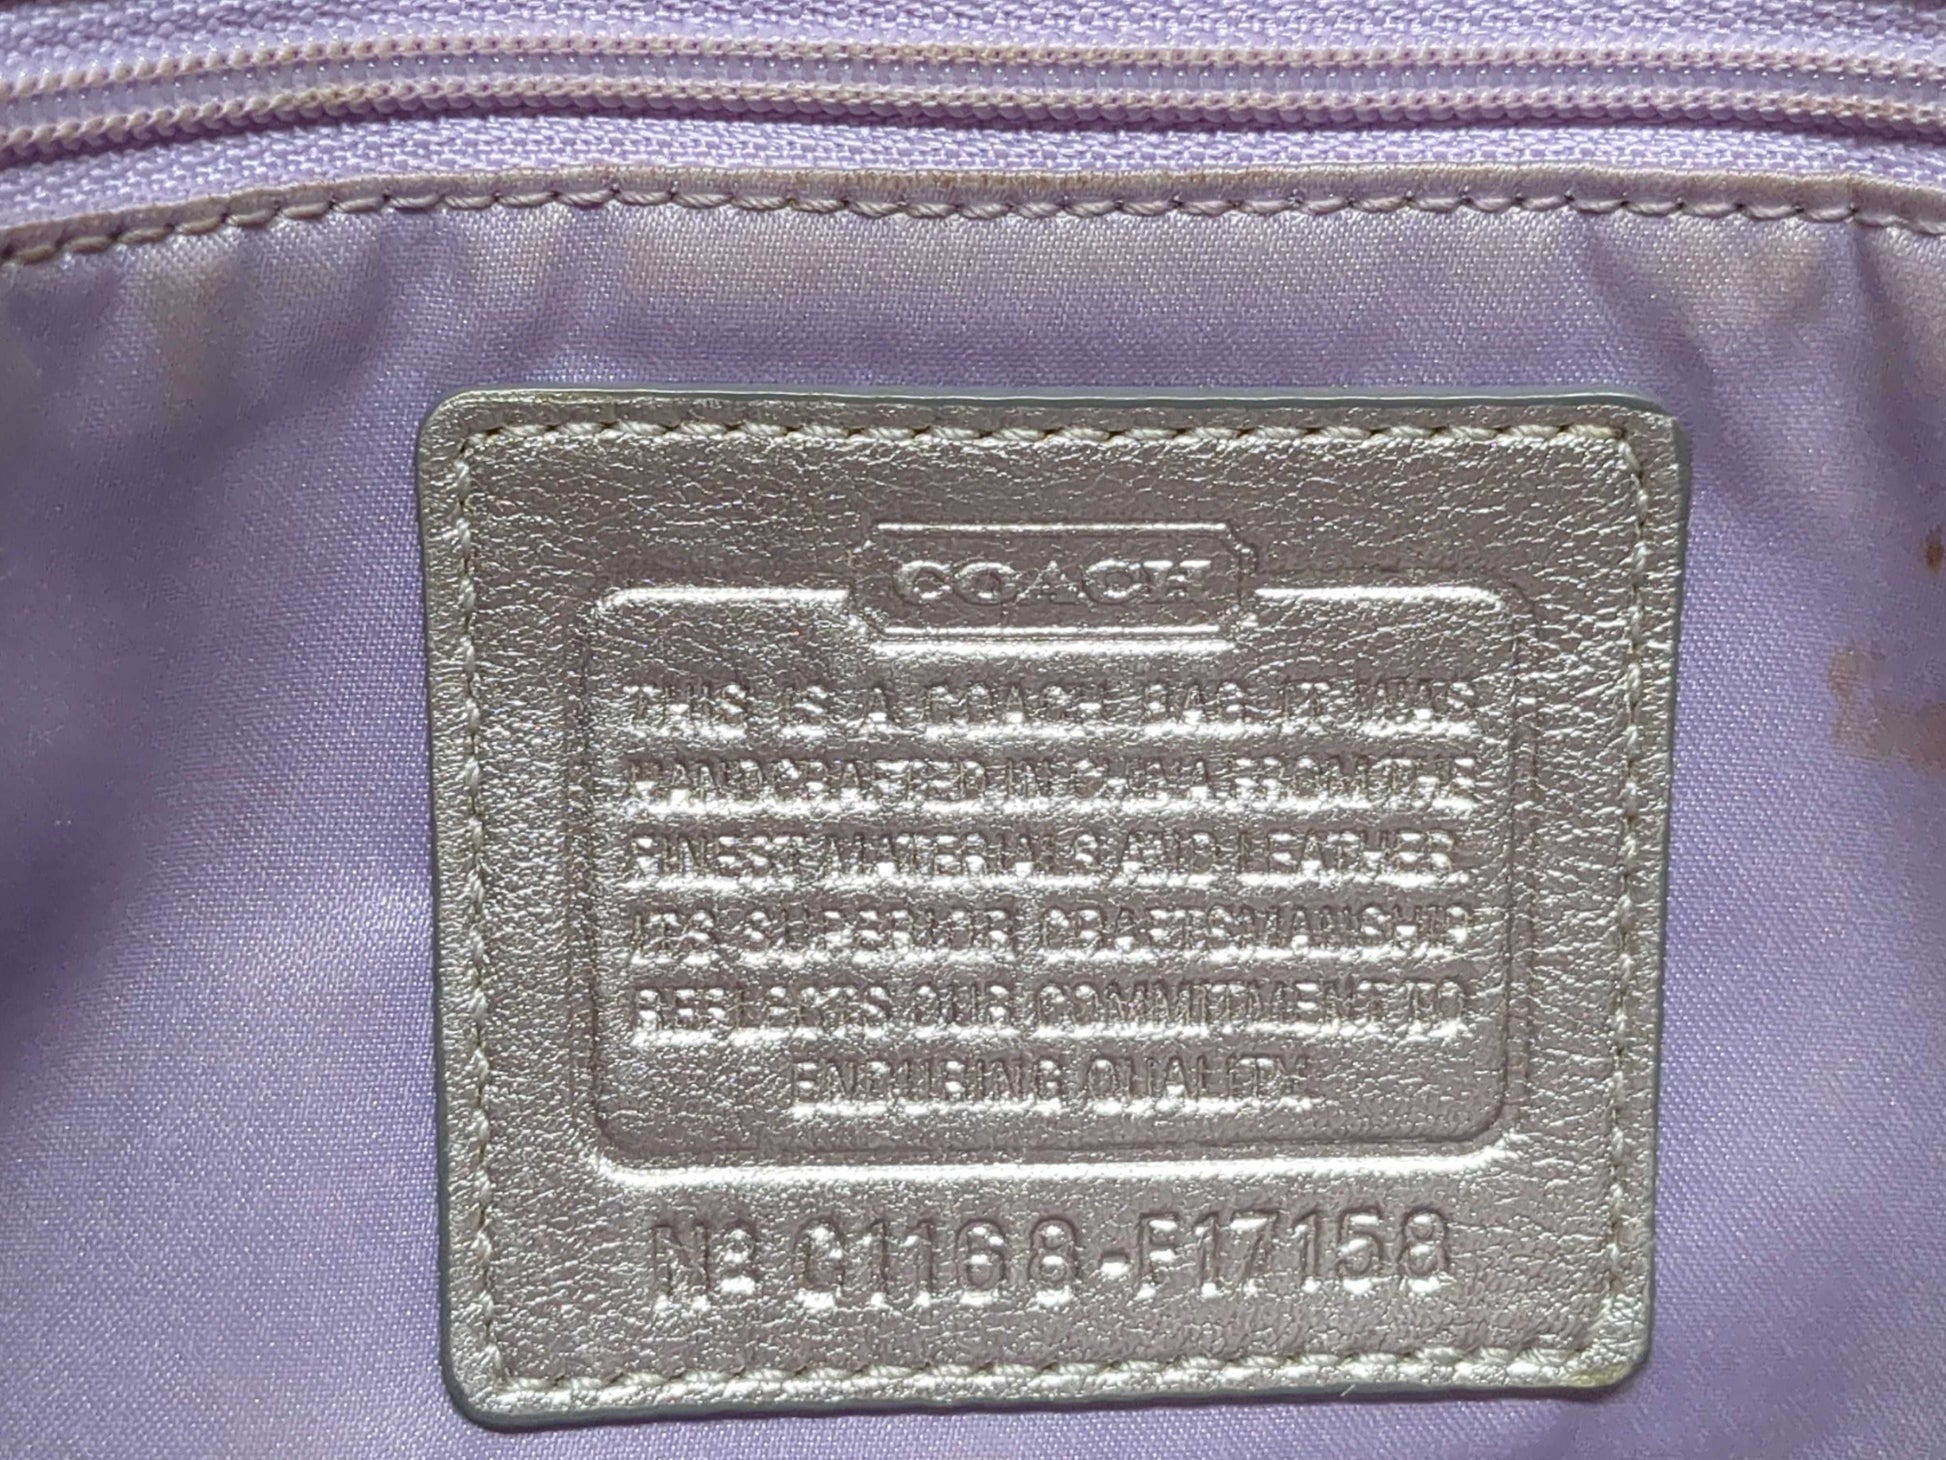 COACH
THIS IS A COACH BAG. IT WAS
HANDCRAFTED IN CHINA FROM THE
FINEST MATERIALS AND LEATHER.
ITS SUPERIOR CRAFTSMANSHIP
REFLECTS OUR COMMITMENT TO
ENDURING QUALITY.
Nº G1168-F17158